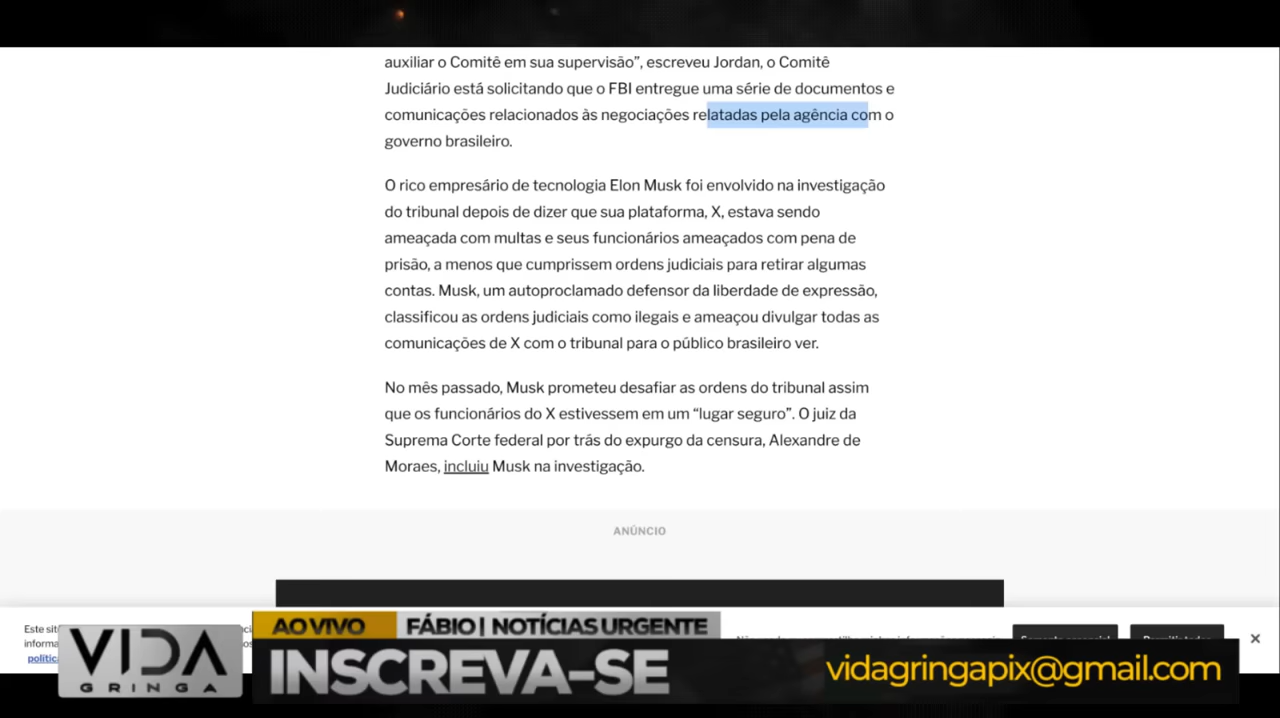 auxiliar o Comitê em sua supervisão”, escreveu Jordan, o Comitê
Judiciário está solicitando que o FBI entregue uma série de documentos e
comunicações relacionados às negociações relatadas pela agência com o
governo brasileiro.
O rico empresário de tecnologia Elon Musk foi envolvido na investigação
do tribunal depois de dizer que sua plataforma, X, estava sendo
ameaçada com multas e seus funcionários ameaçados com pena de
prisão, a menos que cumprissem ordens judiciais para retirar algumas
contas. Musk, um autoproclamado defensor da liberdade de expressão,
classificou as ordens judiciais como ilegais e ameaçou divulgar todas as
comunicações de X com o tribunal para o público brasileiro ver.
No mês passado, Musk prometeu desafiar as ordens do tribunal assim
que os funcionários do X estivessem em um “lugar seguro”. O juiz da
Suprema Corte federal por trás do expurgo da censura, Alexandre de
Moraes, incluiu Musk na investigação.
ANÚNCIO
Este
VIDA
GRINGA
AO VIVO
FÁBIO | NOTÍCIAS URGENTE
INSCREVA-SE
vidagringapix@gmail.com